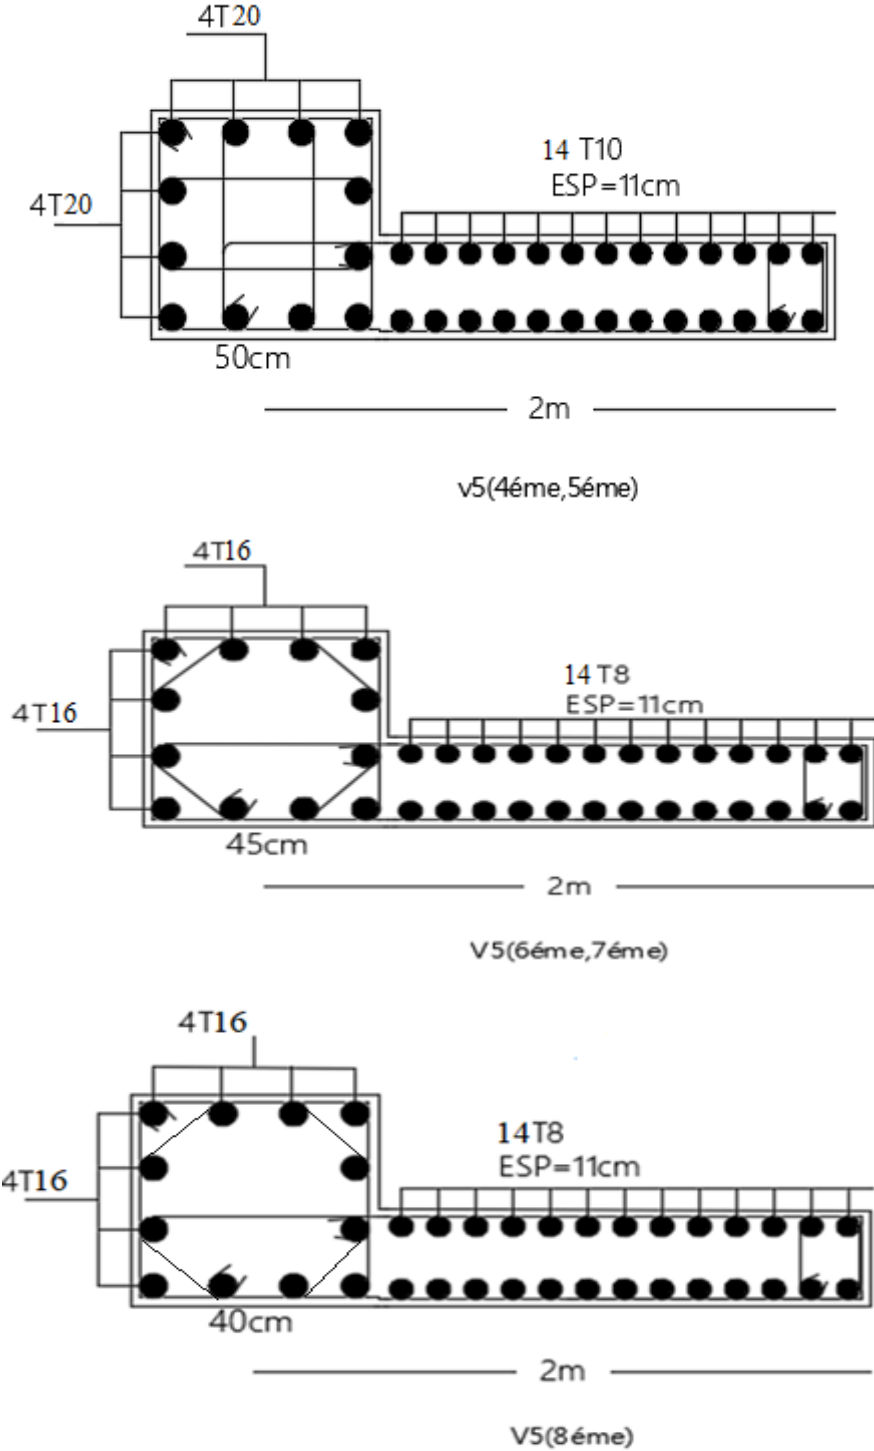 4T20
14 T10
ESP=11cm
4T20
50cm
2m
v5(4éme,5éme)
4T16
14 T8
ESP=11cm
4T16
45cm
2m
V5(6éme,7éme)
4T16
14T8
ESP=11cm
4T16
40cm
2m
V5(8éme)